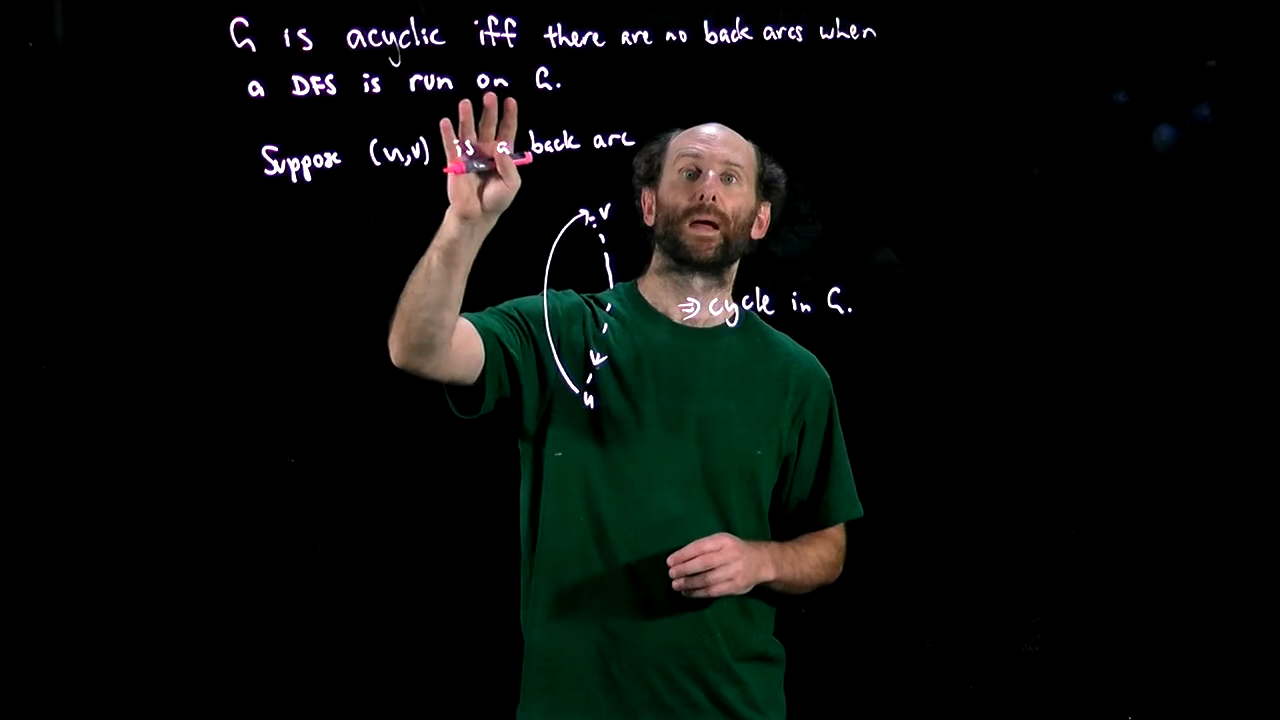 G is acyclic iff there are no back arcs when
a DFS is run on G.
Suppose (u,v) is a back arc
v
⇒ cycle in G.
u